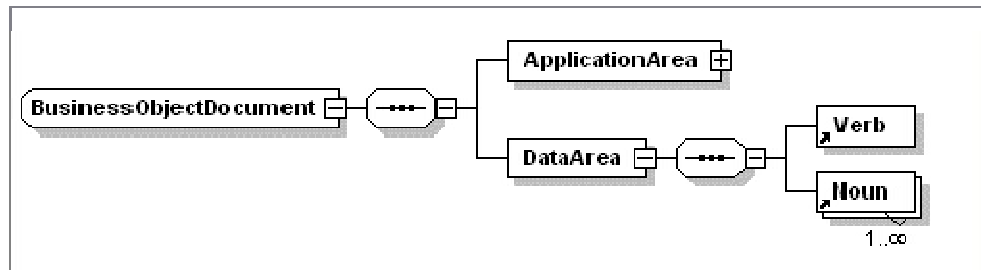 ApplicationArea
BusinessObjectDocument
DataArea
Verb
Noun
1..∞